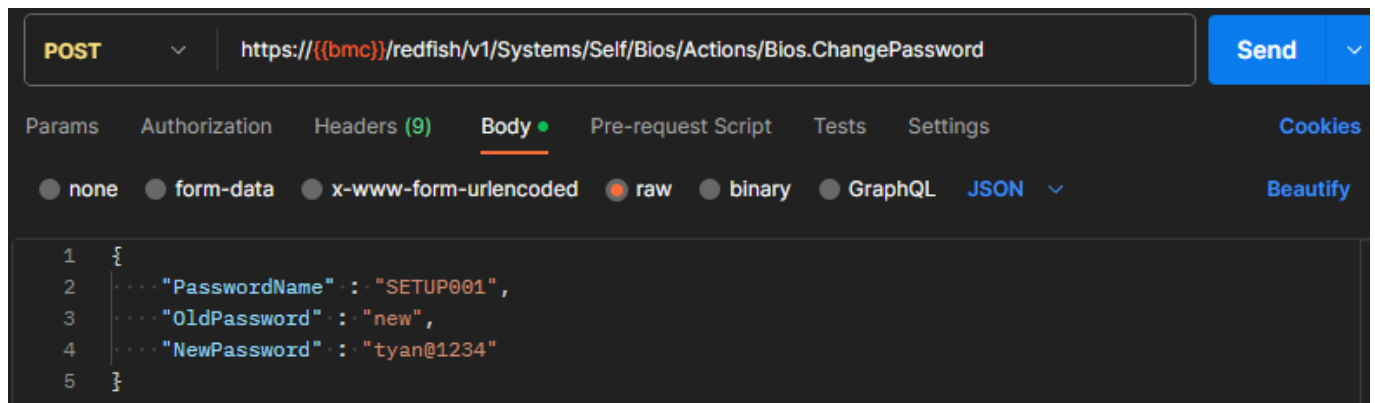 POST https://{{bmc}}/redfish/v1/Systems/Self/Bios/Actions/Bios.ChangePassword Send
Params Authorization Headers (9) Body Pre-request Script Tests Settings Cookies
none form-data x-www-form-urlencoded raw binary GraphQL JSON Beautify
1 {
2 "PasswordName" : "SETUP001",
3 "OldPassword" : "new",
4 "NewPassword" : "tyan@1234"
5 }